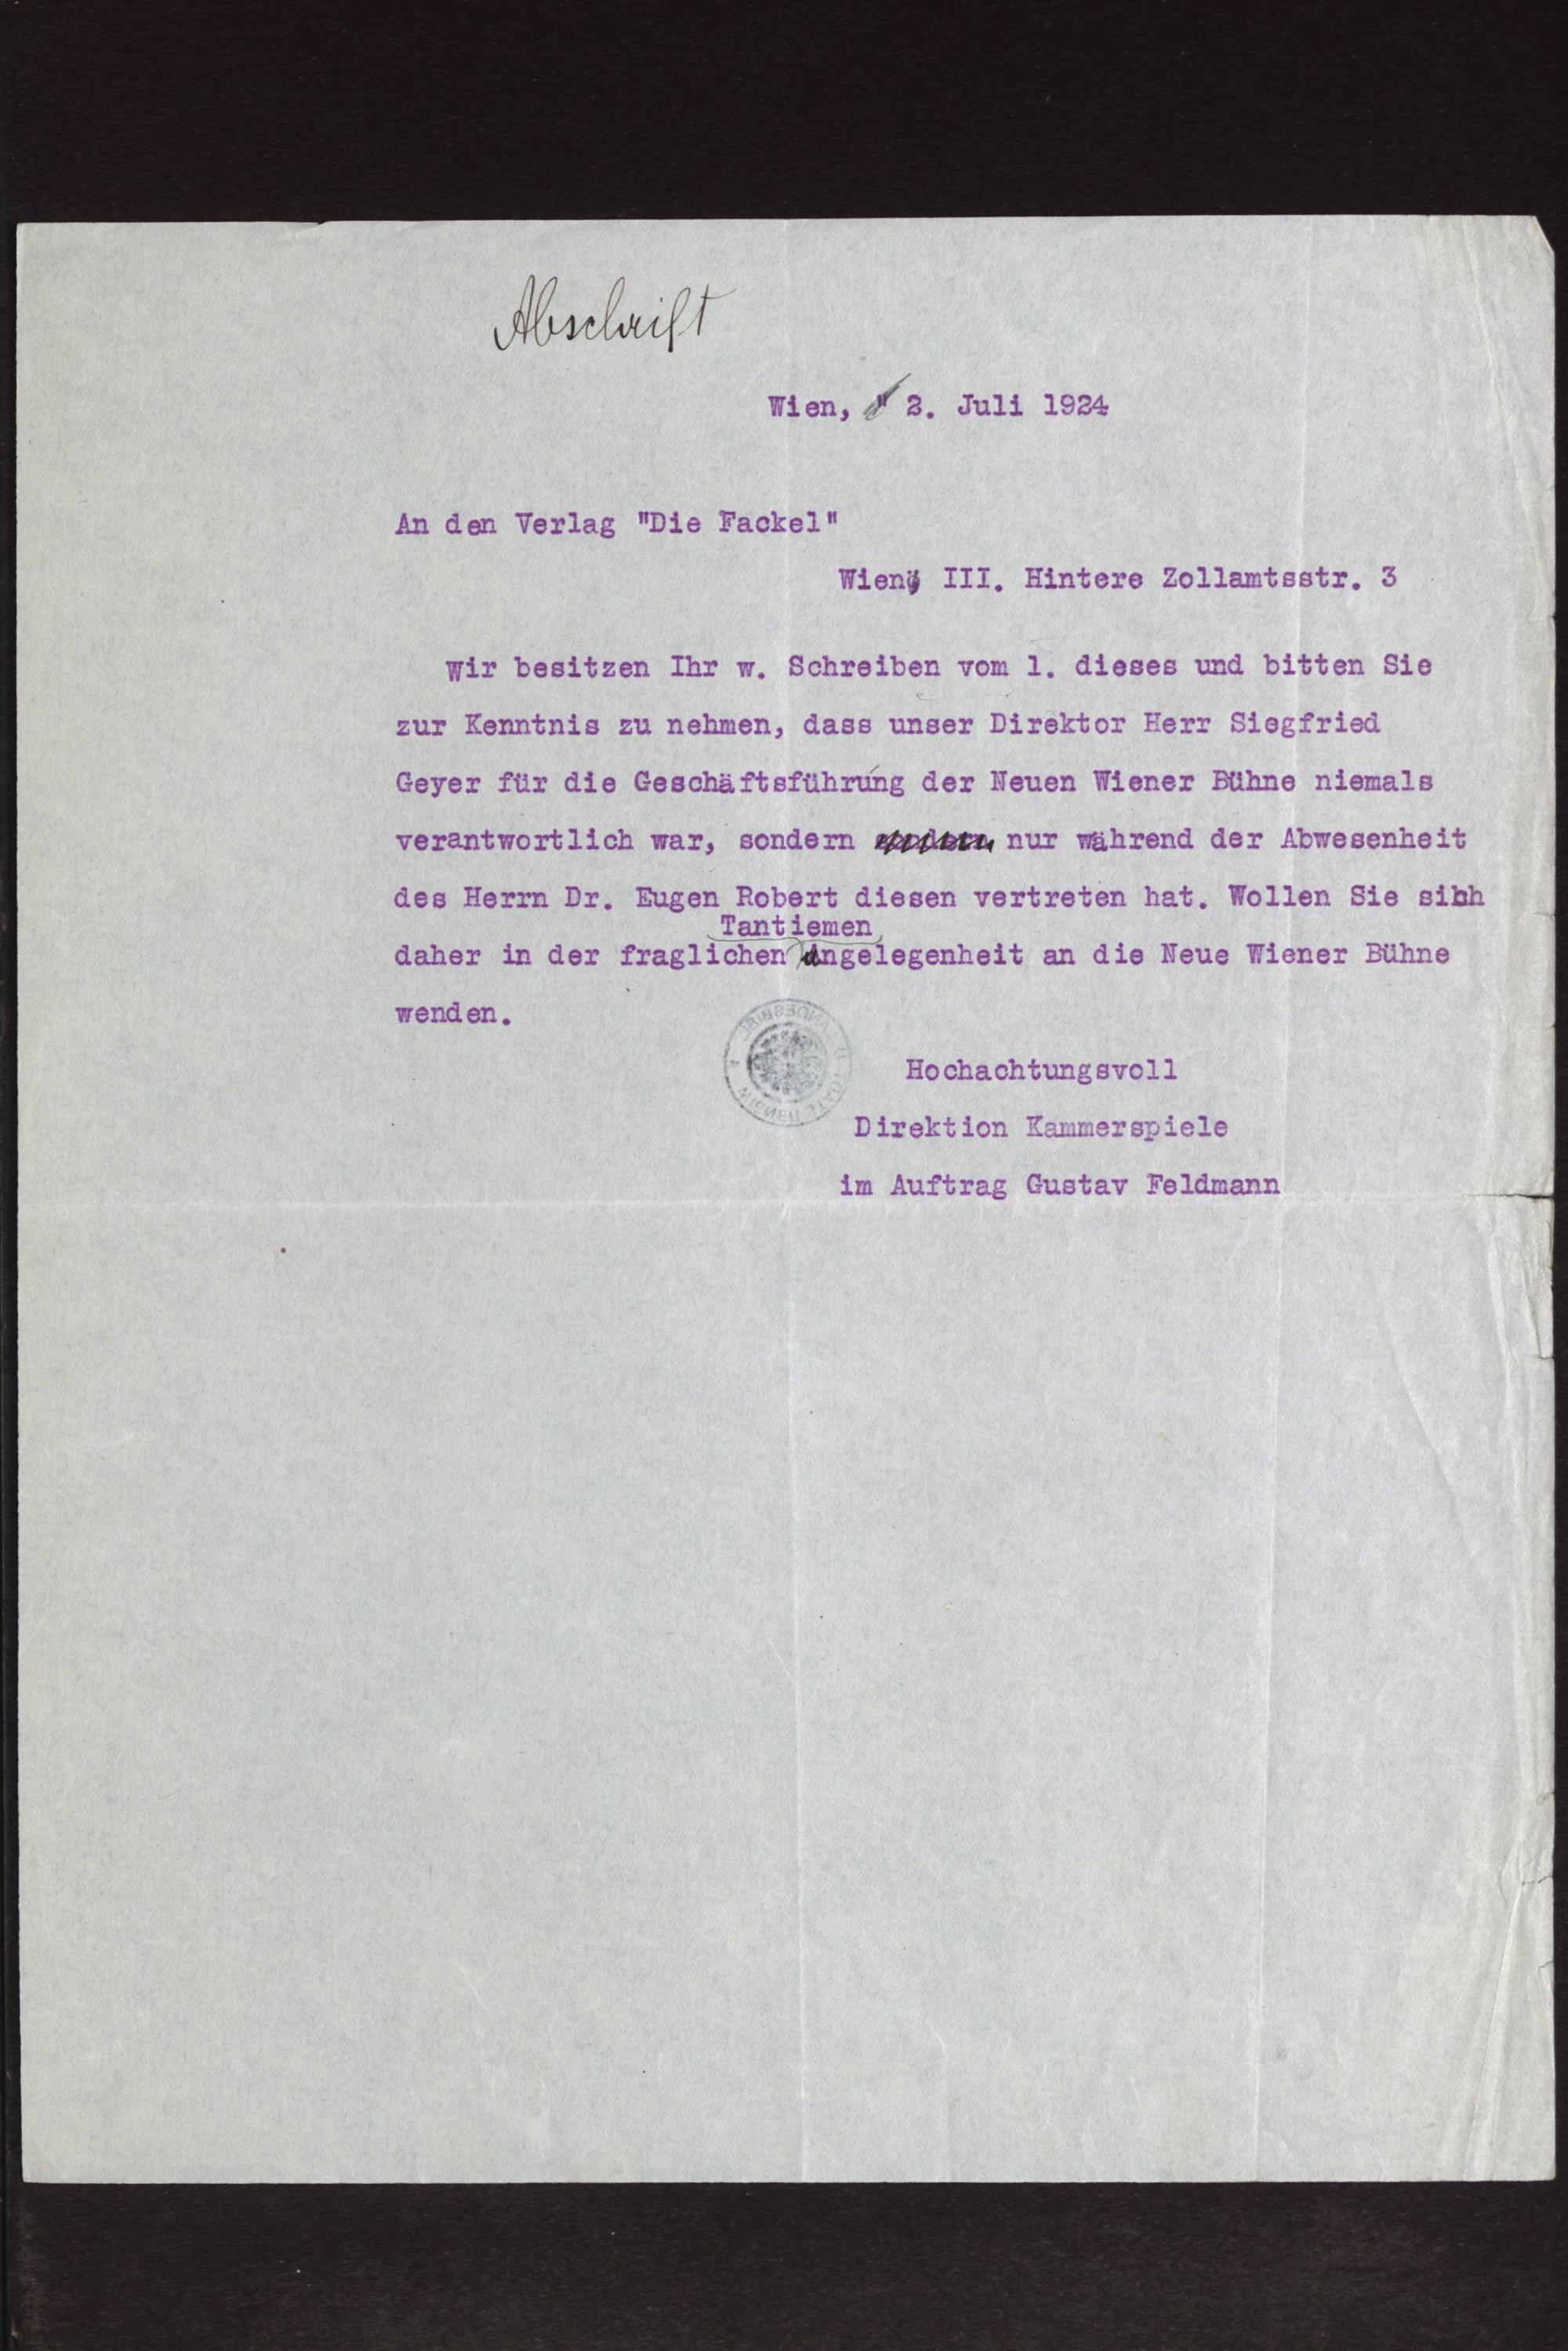 Abschrift
Wien, 2. Juli 1924
An den Verlag "Die Fackel"
Wien, III. Hintere Zollamtsstr. 3
Wir besitzen Ihr w. Schreiben vom 1. dieses und bitten Sie
zur Kenntnis zu nehmen, dass unser Direktor Herr Siegfried
Geyer für die Geschäftsführung der Neuen Wiener Bühne niemals
verantwortlich war, sondern nur während der Abwesenheit
des Herrn Dr. Eugen Robert diesen vertreten hat. Wollen Sie sich
Tantiemen
daher in der fraglichen angelegenheit an die Neue Wiener Bühne
wenden.
Hochachtungsvoll
Direktion Kammerspiele
im Auftrag Gustav Feldmann